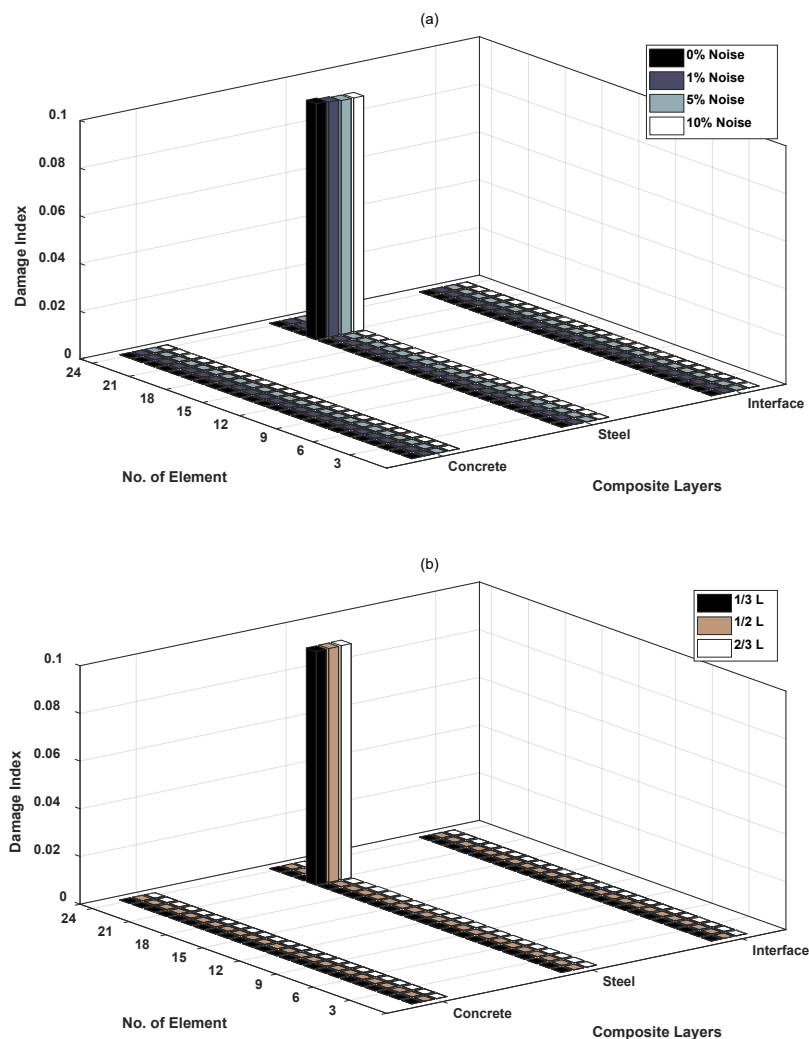 (a)
0% Noise
1% Noise
5% Noise
10% Noise
0.1
0.08
0.06
0.04
0.02
0
Damage Index
24
21
18
15
12
9
6
3
No. of Element
Concrete
Steel
Interface
Composite Layers
(b)
1/3 L
1/2 L
2/3 L
0.1
0.08
0.06
0.04
0.02
0
Damage Index
24
21
18
15
12
9
6
3
No. of Element
Concrete
Steel
Interface
Composite Layers